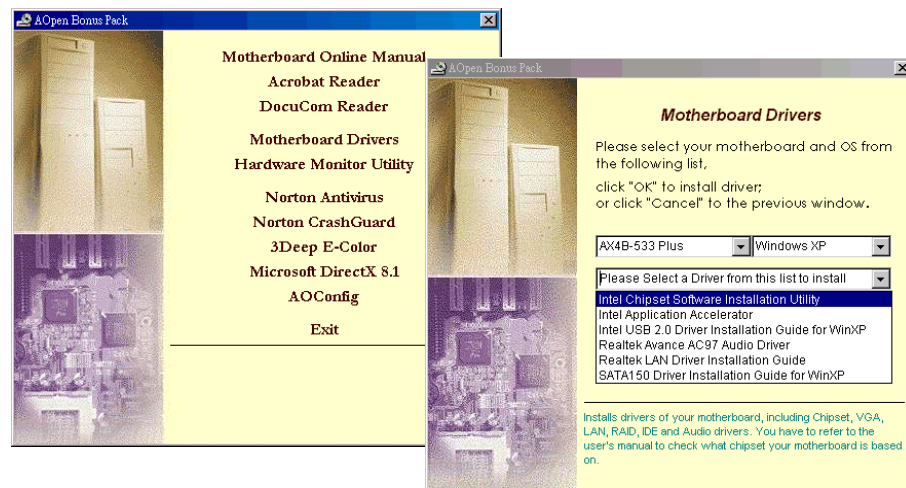 AOpen Bonus Pack
Motherboard Online Manual
Acrobat Reader
DocuCom Reader
Motherboard Drivers
Hardware Monitor Utility
Norton Antivirus
Norton CrashGuard
3Deep E-Color
Microsoft DirectX 8.1
AOConfig
Exit
AOpen Bonus Pack
Motherboard Drivers
Please select your motherboard and OS from
the following list,
click "OK" to install driver;
or click "Cancel" to the previous window.
AX4B-533 Plus Windows XP
Please Select a Driver from this list to install
Intel Chipset Software Installation Utility
Intel Application Accelerator
Intel USB 2.0 Driver Installation Guide for WinXP
Realtek Avance AC97 Audio Driver
Realtek LAN Driver Installation Guide
SATA150 Driver Installation Guide for WinXP
Installs drivers of your motherboard, including Chipset, VGA,
LAN, RAID, IDE and Audio drivers. You have to refer to the
user's manual to check what chipset your motherboard is based
on.